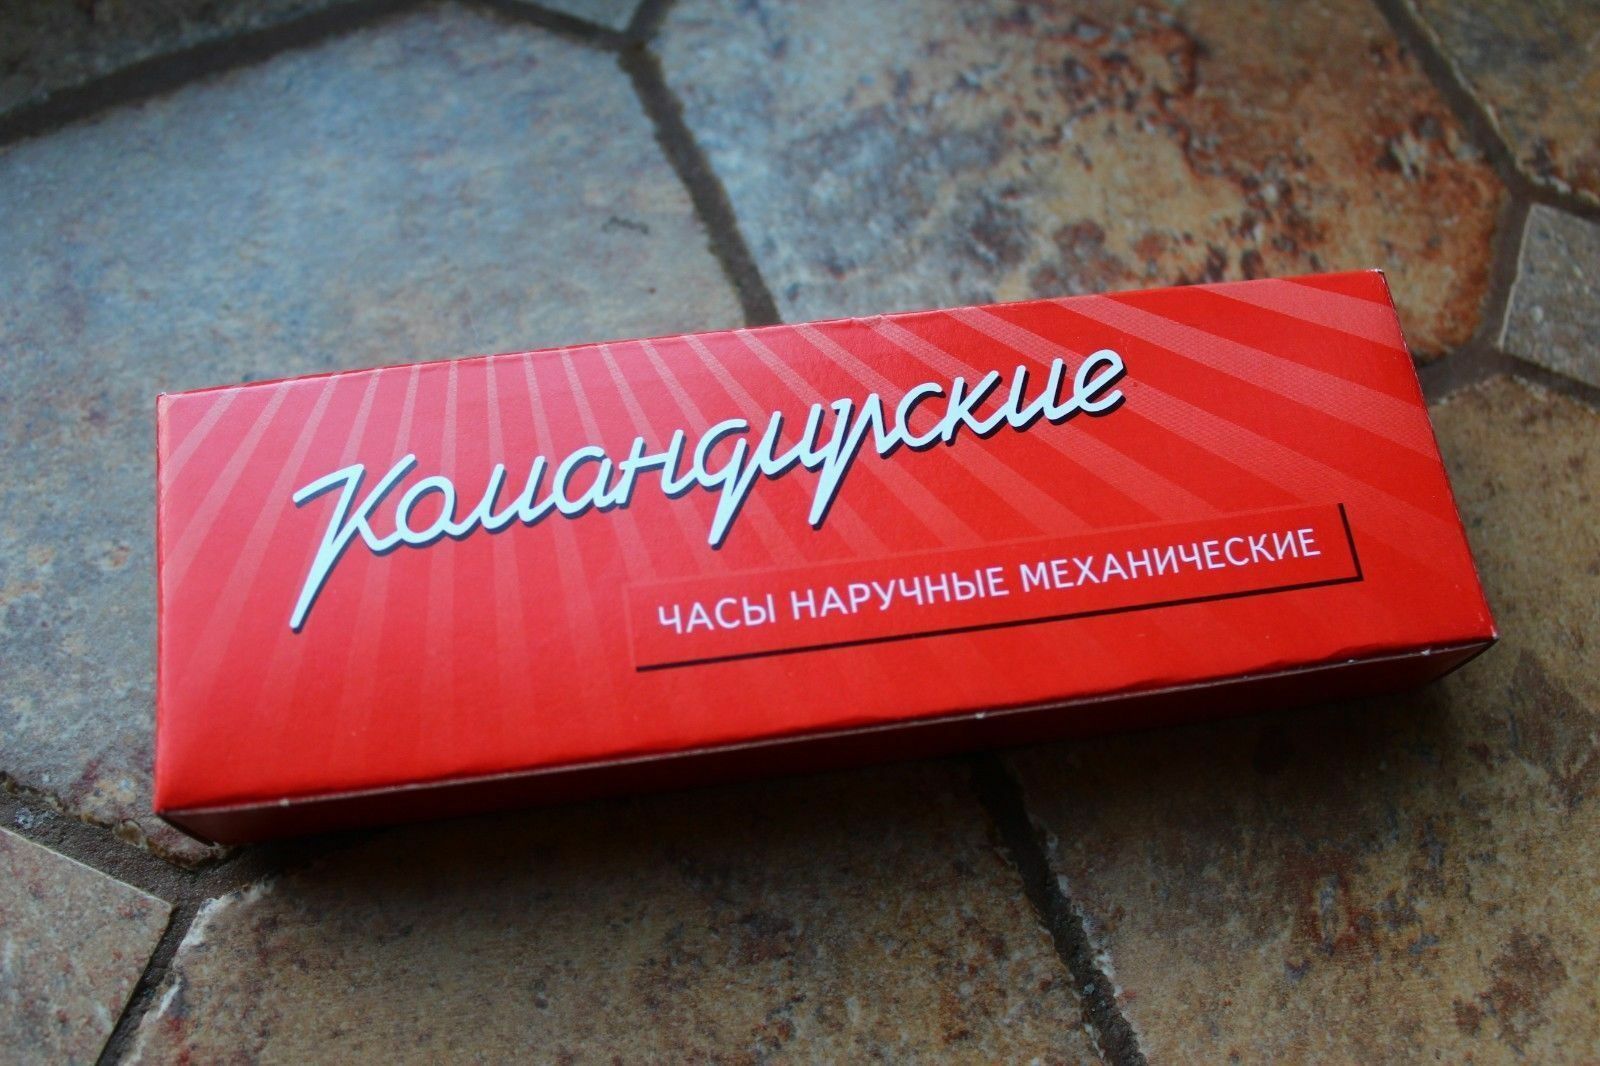 Командирские
ЧАСЫ НАРУЧНЫЕ МЕХАНИЧЕСКИЕ